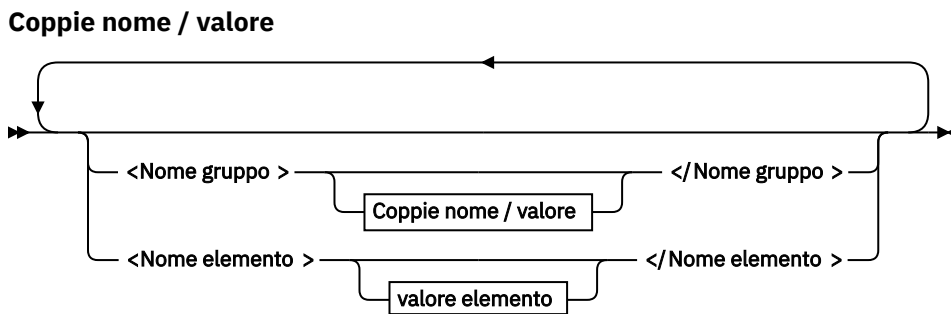 Coppie nome / valore
<Nome gruppo > </Nome gruppo >
Coppie nome / valore
<Nome elemento > </Nome elemento >
valore elemento